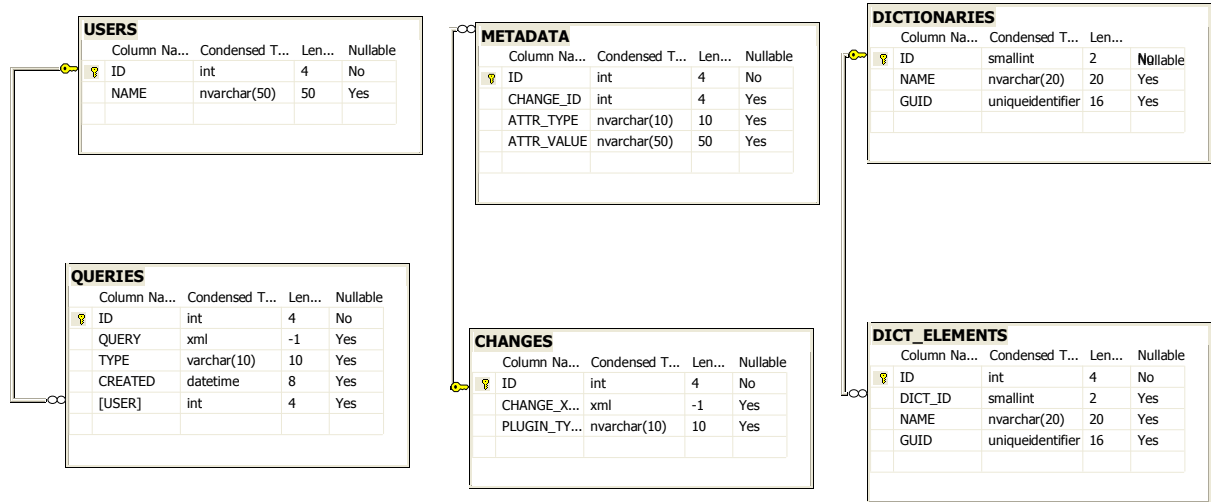 USERS
Column Na... Condensed T... Len... Nullable
ID int 4 No
NAME nvarchar(50) 50 Yes
METADATA
Column Na... Condensed T... Len... Nullable
ID int 4 No
CHANGE_ID int 4 Yes
ATTR_TYPE nvarchar(10) 10 Yes
ATTR_VALUE nvarchar(50) 50 Yes
DICTIONARIES
Column Na... Condensed T... Len... Nullable
ID smallint 2 No
NAME nvarchar(20) 20 Yes
GUID uniqueidentifier 16 Yes
QUERIES
Column Na... Condensed T... Len... Nullable
ID int 4 No
QUERY xml -1 Yes
TYPE varchar(10) 10 Yes
CREATED datetime 8 Yes
[USER] int 4 Yes
CHANGES
Column Na... Condensed T... Len... Nullable
ID int 4 No
CHANGE_X... xml -1 Yes
PLUGIN_TY... nvarchar(10) 10 Yes
DICT_ELEMENTS
Column Na... Condensed T... Len... Nullable
ID int 4 No
DICT_ID smallint 2 Yes
NAME nvarchar(20) 20 Yes
GUID uniqueidentifier 16 Yes